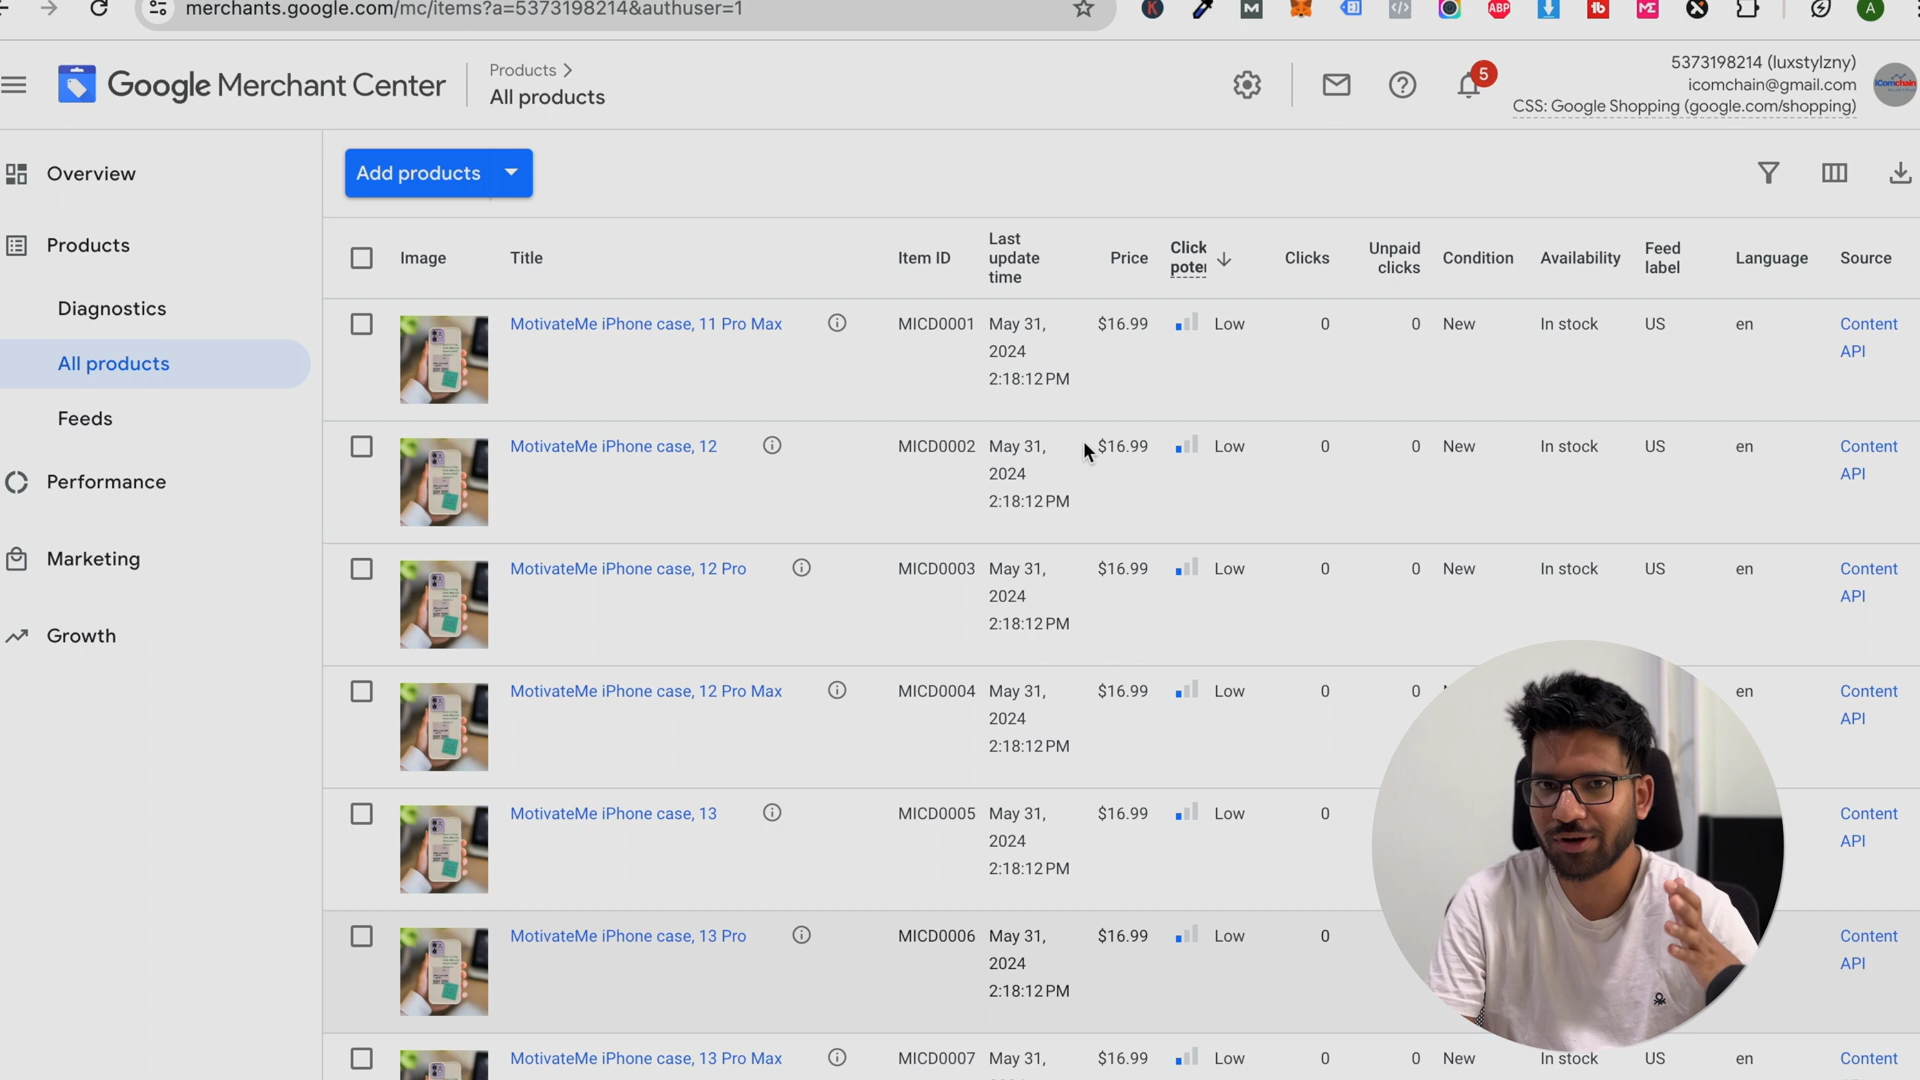 merchants.google.com/mc/items?a=5373198214&authuser=1
K
M
</>
ABP
tb
A
Google Merchant Center
Products
All products
5
5373198214 (luxstylzny)
icomchain@gmail.com
CSS: Google Shopping (google.com/shopping)
iComchain
Overview
Products
Diagnostics
All products
Feeds
Performance
Marketing
Growth
Add products
Image Title Item ID Last update time Price Click poter Clicks Unpaid clicks Condition Availability Feed label Language Source
MotivateMe iPhone case, 11 Pro Max MICD0001 May 31, $16.99 Low 0 0 New In stock US en Content
2024 API
2:18:12 PM
MotivateMe iPhone case, 12 MICD0002 May 31, $16.99 Low 0 0 New In stock US en Content
2024 API
2:18:12 PM
MotivateMe iPhone case, 12 Pro MICD0003 May 31, $16.99 Low 0 0 New In stock US en Content
2024 API
2:18:12 PM
MotivateMe iPhone case, 12 Pro Max MICD0004 May 31, $16.99 Low 0 0 en Content
2024 API
2:18:12 PM
MotivateMe iPhone case, 13 MICD0005 May 31, $16.99 Low 0 Content
2024 API
2:18:12 PM
MotivateMe iPhone case, 13 Pro MICD0006 May 31, $16.99 Low 0 Content
2024 API
2:18:12 PM
MotivateMe iPhone case, 13 Pro Max MICD0007 May 31, $16.99 Low 0 0 New In stock US en Content